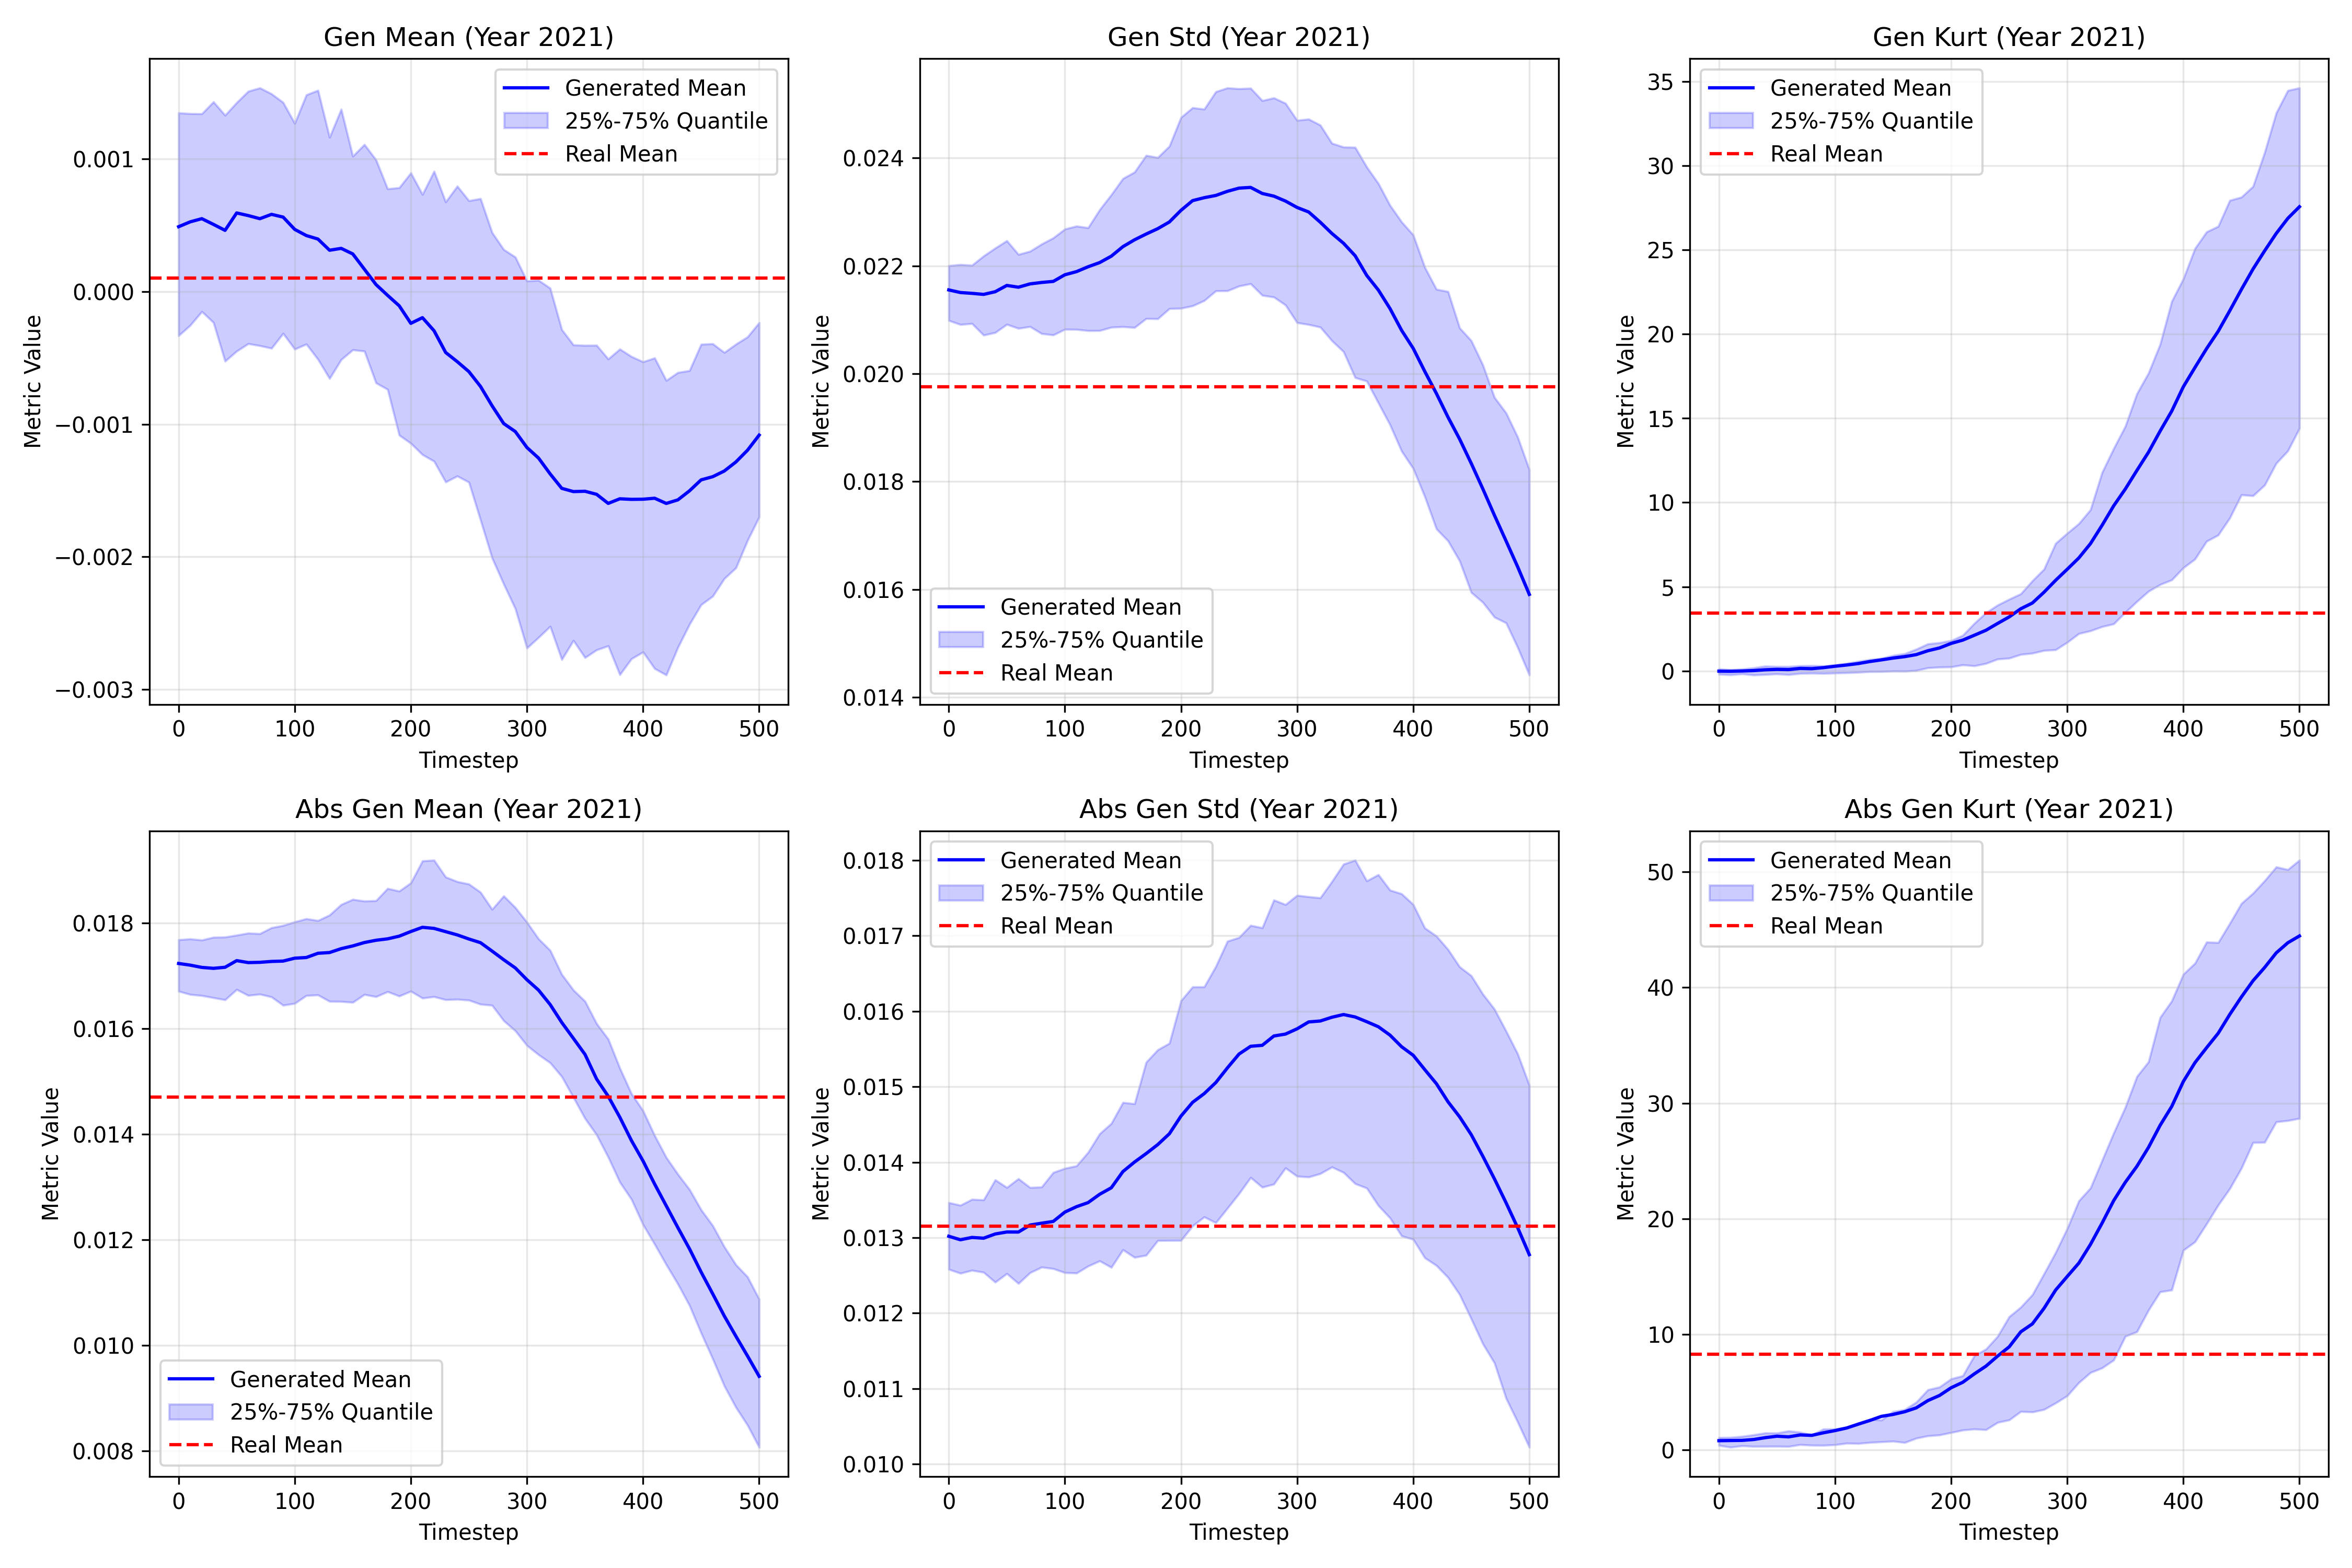 Gen Mean (Year 2021)
Generated Mean
25%-75% Quantile
Real Mean
Metric Value
0.001
0.000
−0.001
−0.002
−0.003
0 100 200 300 400 500
Timestep
Gen Std (Year 2021)
Metric Value
0.024
0.022
0.020
0.018
0.016
0.014
Generated Mean
25%-75% Quantile
Real Mean
0 100 200 300 400 500
Timestep
Gen Kurt (Year 2021)
Generated Mean
25%-75% Quantile
Real Mean
Metric Value
35
30
25
20
15
10
5
0
0 100 200 300 400 500
Timestep
Abs Gen Mean (Year 2021)
Metric Value
0.018
0.016
0.014
0.012
0.010
0.008
Generated Mean
25%-75% Quantile
Real Mean
0 100 200 300 400 500
Timestep
Abs Gen Std (Year 2021)
Generated Mean
25%-75% Quantile
Real Mean
Metric Value
0.018
0.017
0.016
0.015
0.014
0.013
0.012
0.011
0.010
0 100 200 300 400 500
Timestep
Abs Gen Kurt (Year 2021)
Generated Mean
25%-75% Quantile
Real Mean
Metric Value
50
40
30
20
10
0
0 100 200 300 400 500
Timestep